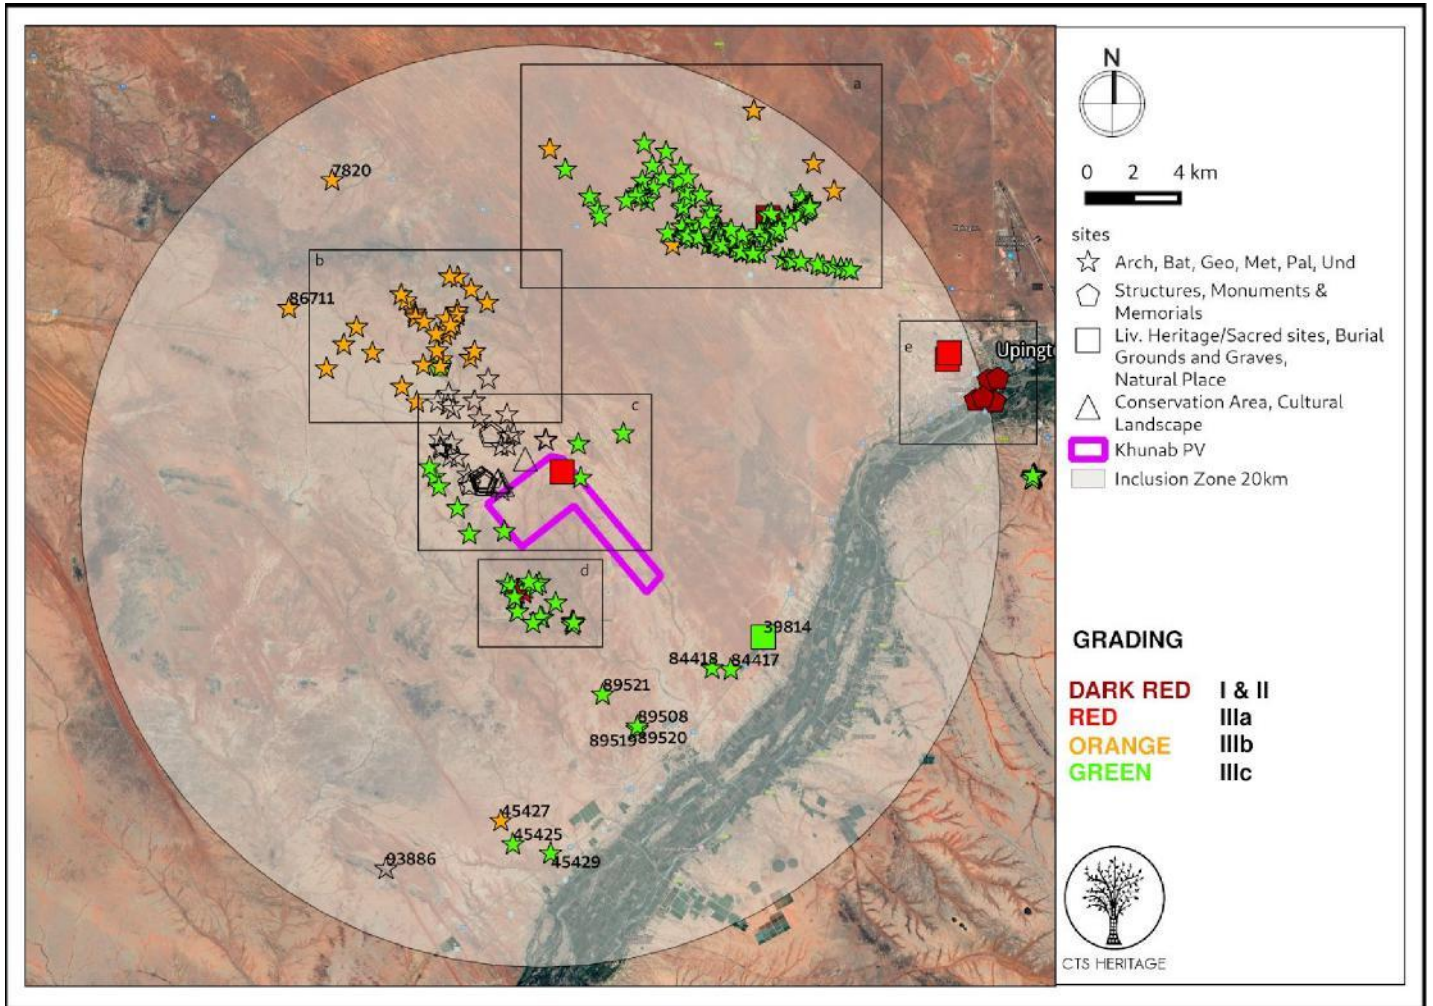 a
7820
b
86711
e
Upingto
c
d
39814
84418
84417
89521
89508
89519
89520
45427
45425
45429
93886
N
0 2 4 km
sites
Arch, Bat, Geo, Met, Pal, Und
Structures, Monuments &
Memorials
Liv. Heritage/Sacred sites, Burial
Grounds and Graves,
Natural Place
Conservation Area, Cultural
Landscape
Khunab PV
Inclusion Zone 20km
GRADING
DARK RED I & II
RED IIIa
ORANGE IIIb
GREEN IIIc
CTS HERITAGE